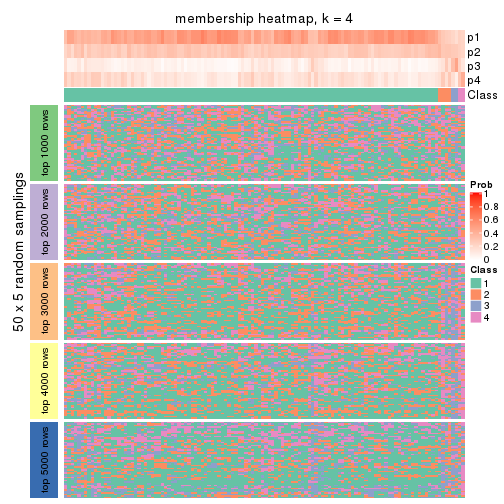 membership heatmap, k = 4
p1
p2
p3
p4
Class
50 x 5 random samplings
top 1000 rows
top 2000 rows
top 3000 rows
top 4000 rows
top 5000 rows
Prob
1
0.8
0.6
0.4
0.2
0
Class
1
2
3
4